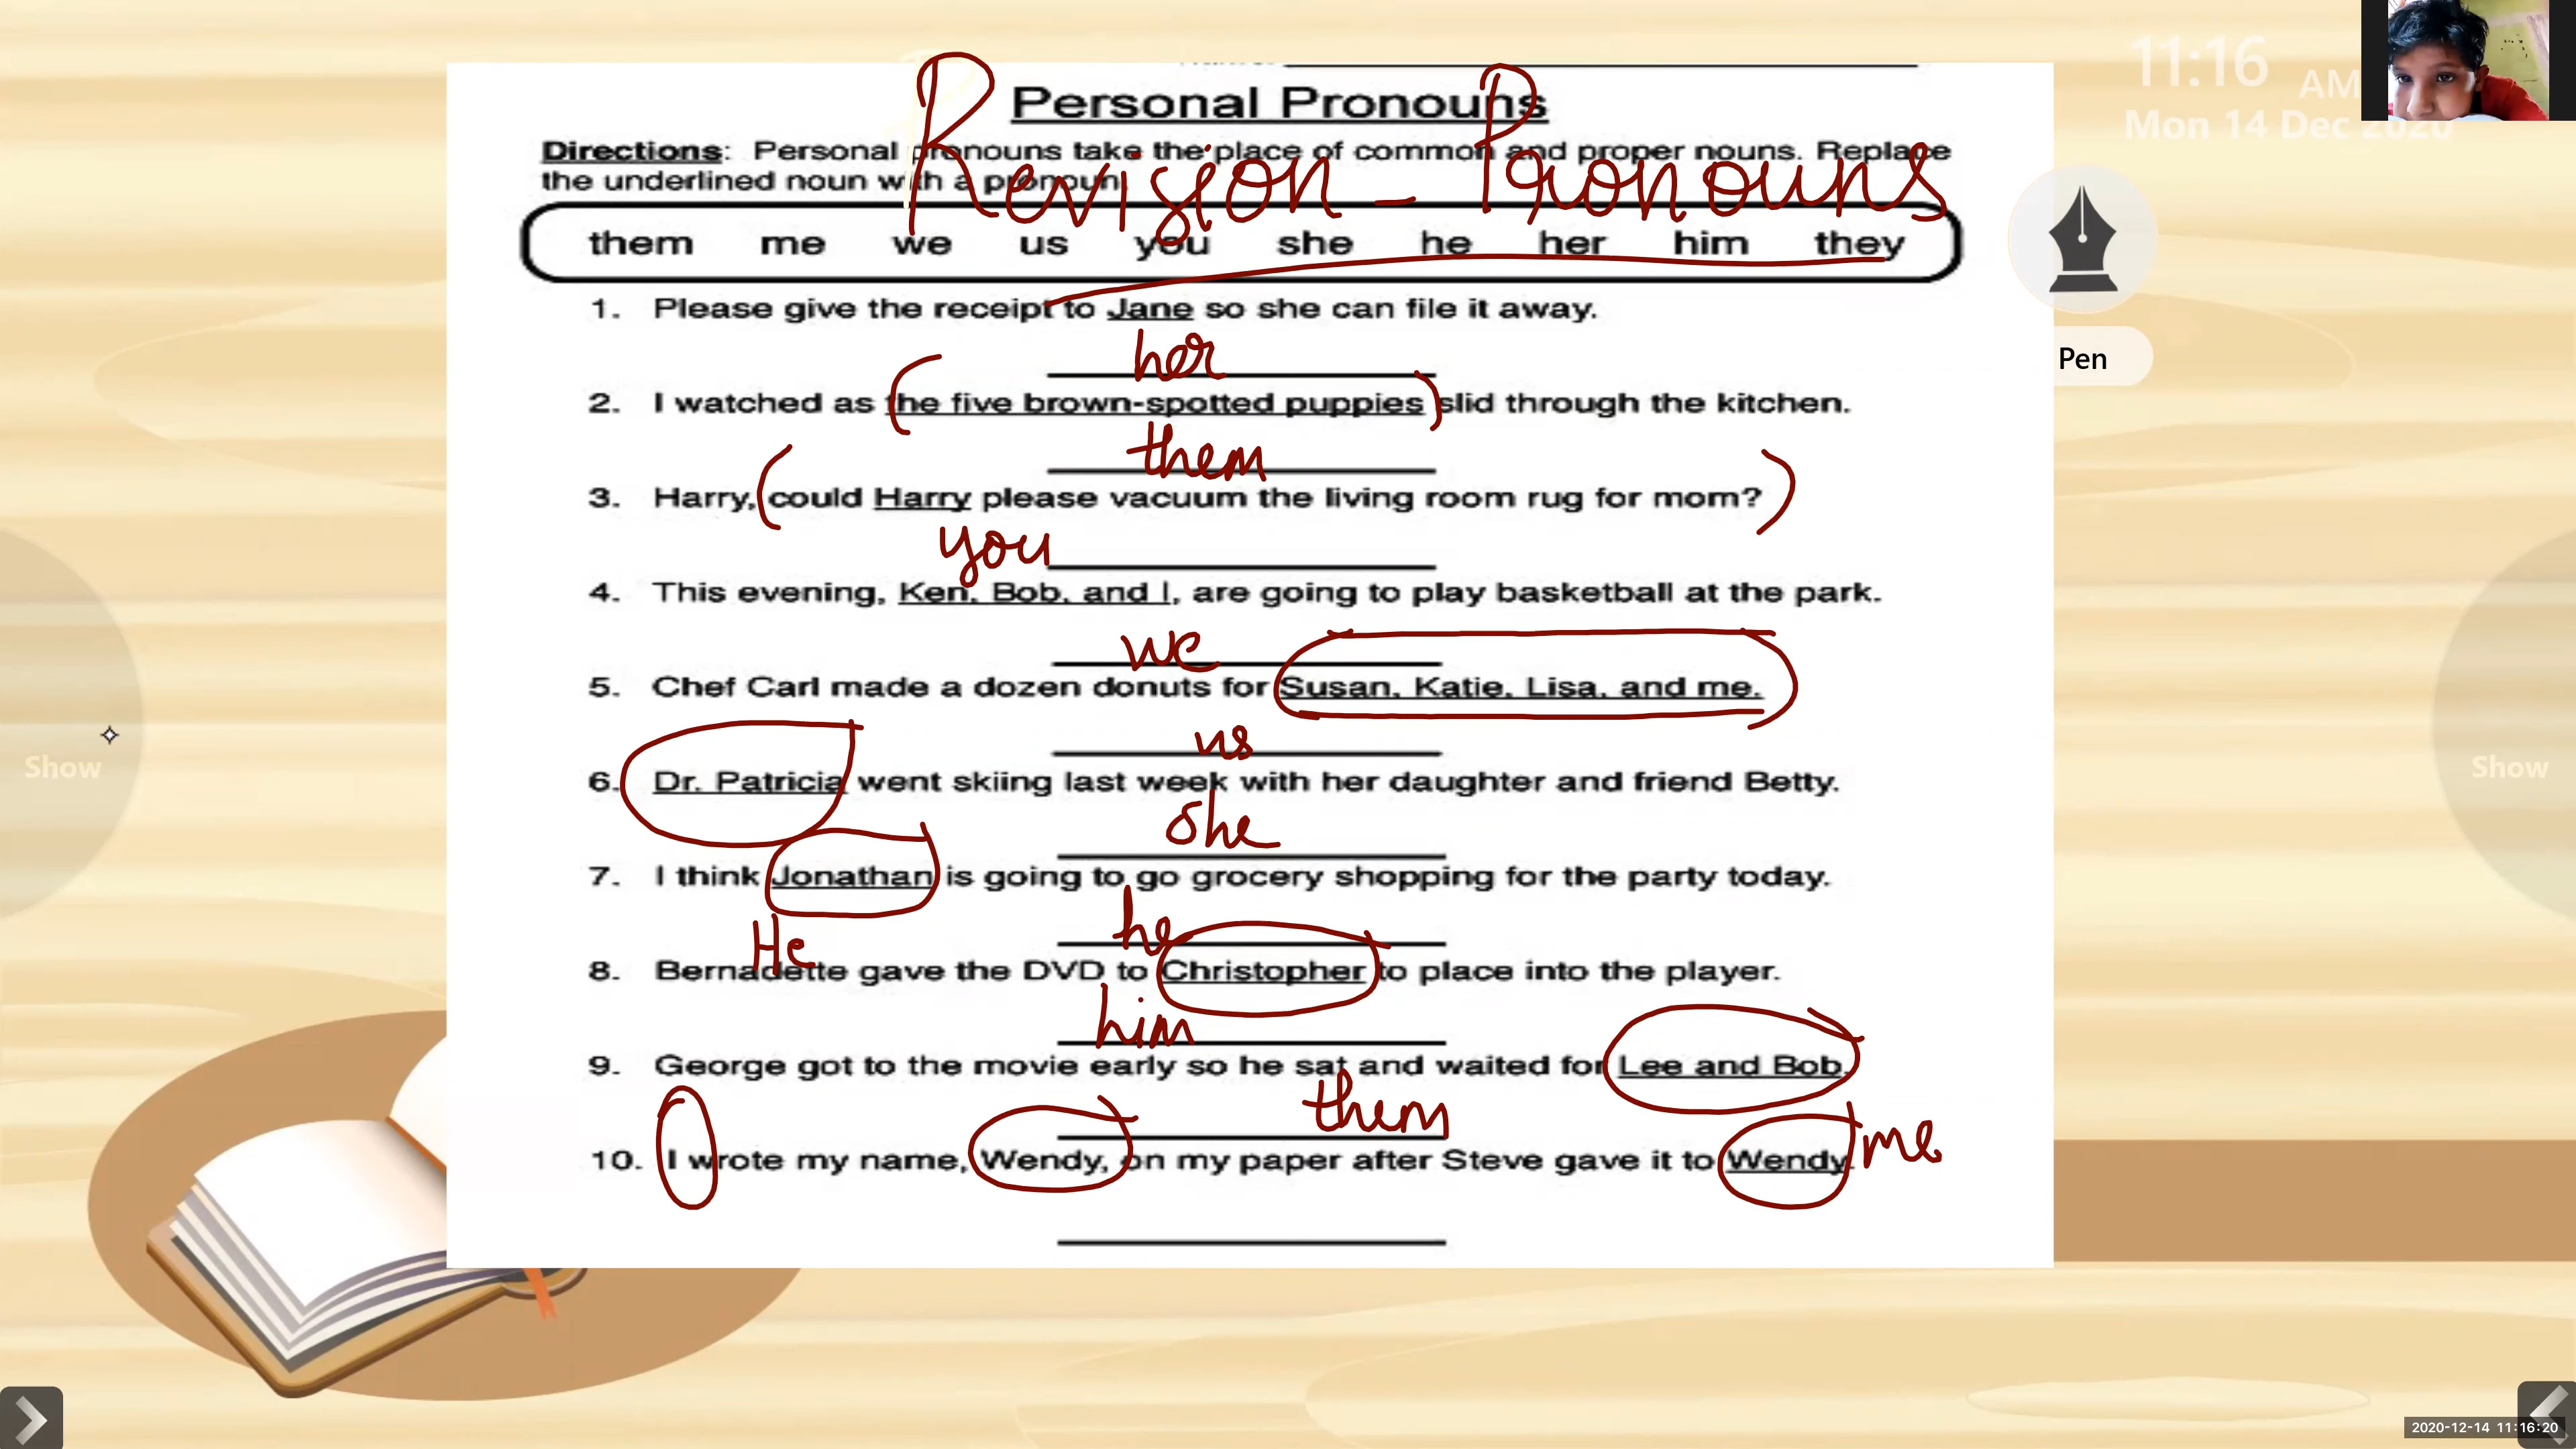 11:16 AM
Mon 14 Dec 2020
Personal Pronouns
Revision - Pronouns
Directions: Personal pronouns take the place of common and proper nouns. Replace
the underlined noun with a pronoun.
them me we us you she he her him they
1. Please give the receipt to Jane so she can file it away.
her
2. I watched as the five brown-spotted puppies slid through the kitchen.
them
3. Harry, could Harry please vacuum the living room rug for mom?
you
4. This evening, Ken, Bob, and I, are going to play basketball at the park.
we
5. Chef Carl made a dozen donuts for Susan, Katie, Lisa, and me.
us
6. Dr. Patricia went skiing last week with her daughter and friend Betty.
she
7. I think Jonathan is going to go grocery shopping for the party today.
He he
8. Bernadette gave the DVD to Christopher to place into the player.
him
9. George got to the movie early so he sat and waited for Lee and Bob.
them
10. I wrote my name, Wendy, on my paper after Steve gave it to Wendy. me
Pen
Show
Show
2020-12-14 11:16:20